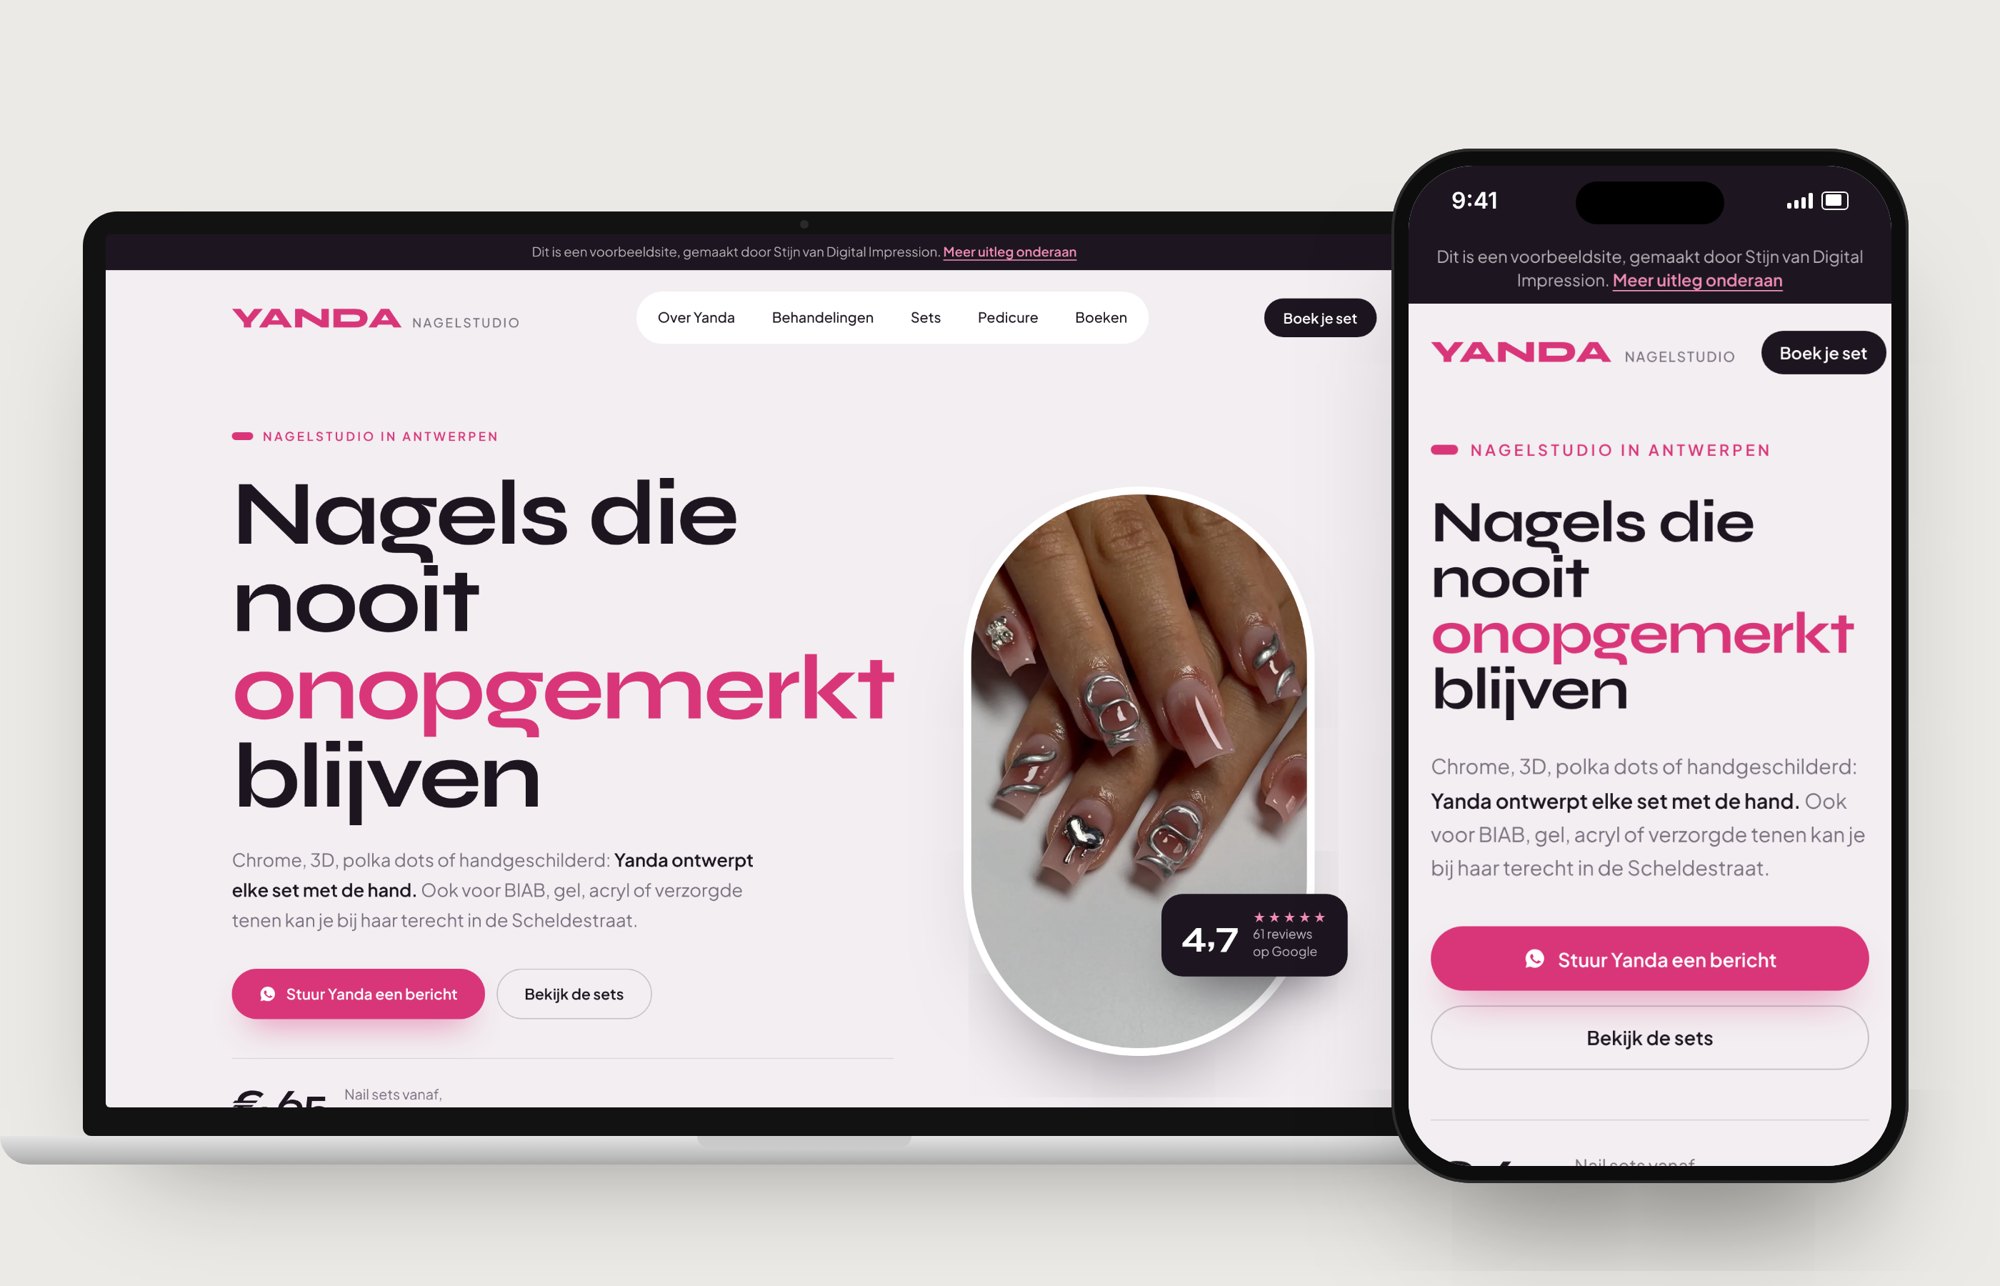 Dit is een voorbeeldsite, gemaakt door Stijn van Digital Impression. Meer uitleg onderaan
YANDA NAGELSTUDIO
Over Yanda Behandelingen Sets Pedicure Boeken
Boek je set
NAGELSTUDIO IN ANTWERPEN
Nagels die
nooit
onopgemerkt
blijven
Chrome, 3D, polka dots of handgeschilderd: Yanda ontwerpt
elke set met de hand. Ook voor BIAB, gel, acryl of verzorgde
tenen kan je bij haar terecht in de Scheldestraat.
Stuur Yanda een bericht
Bekijk de sets
4,7
★★★★★
61 reviews
op Google
€ 65
Nail sets vanaf,
9:41
Dit is een voorbeeldsite, gemaakt door Stijn van Digital
Impression. Meer uitleg onderaan
YANDA NAGELSTUDIO
Boek je set
NAGELSTUDIO IN ANTWERPEN
Nagels die
nooit
onopgemerkt
blijven
Chrome, 3D, polka dots of handgeschilderd:
Yanda ontwerpt elke set met de hand. Ook
voor BIAB, gel, acryl of verzorgde tenen kan je
bij haar terecht in de Scheldestraat.
Stuur Yanda een bericht
Bekijk de sets
Nail sets vanaf